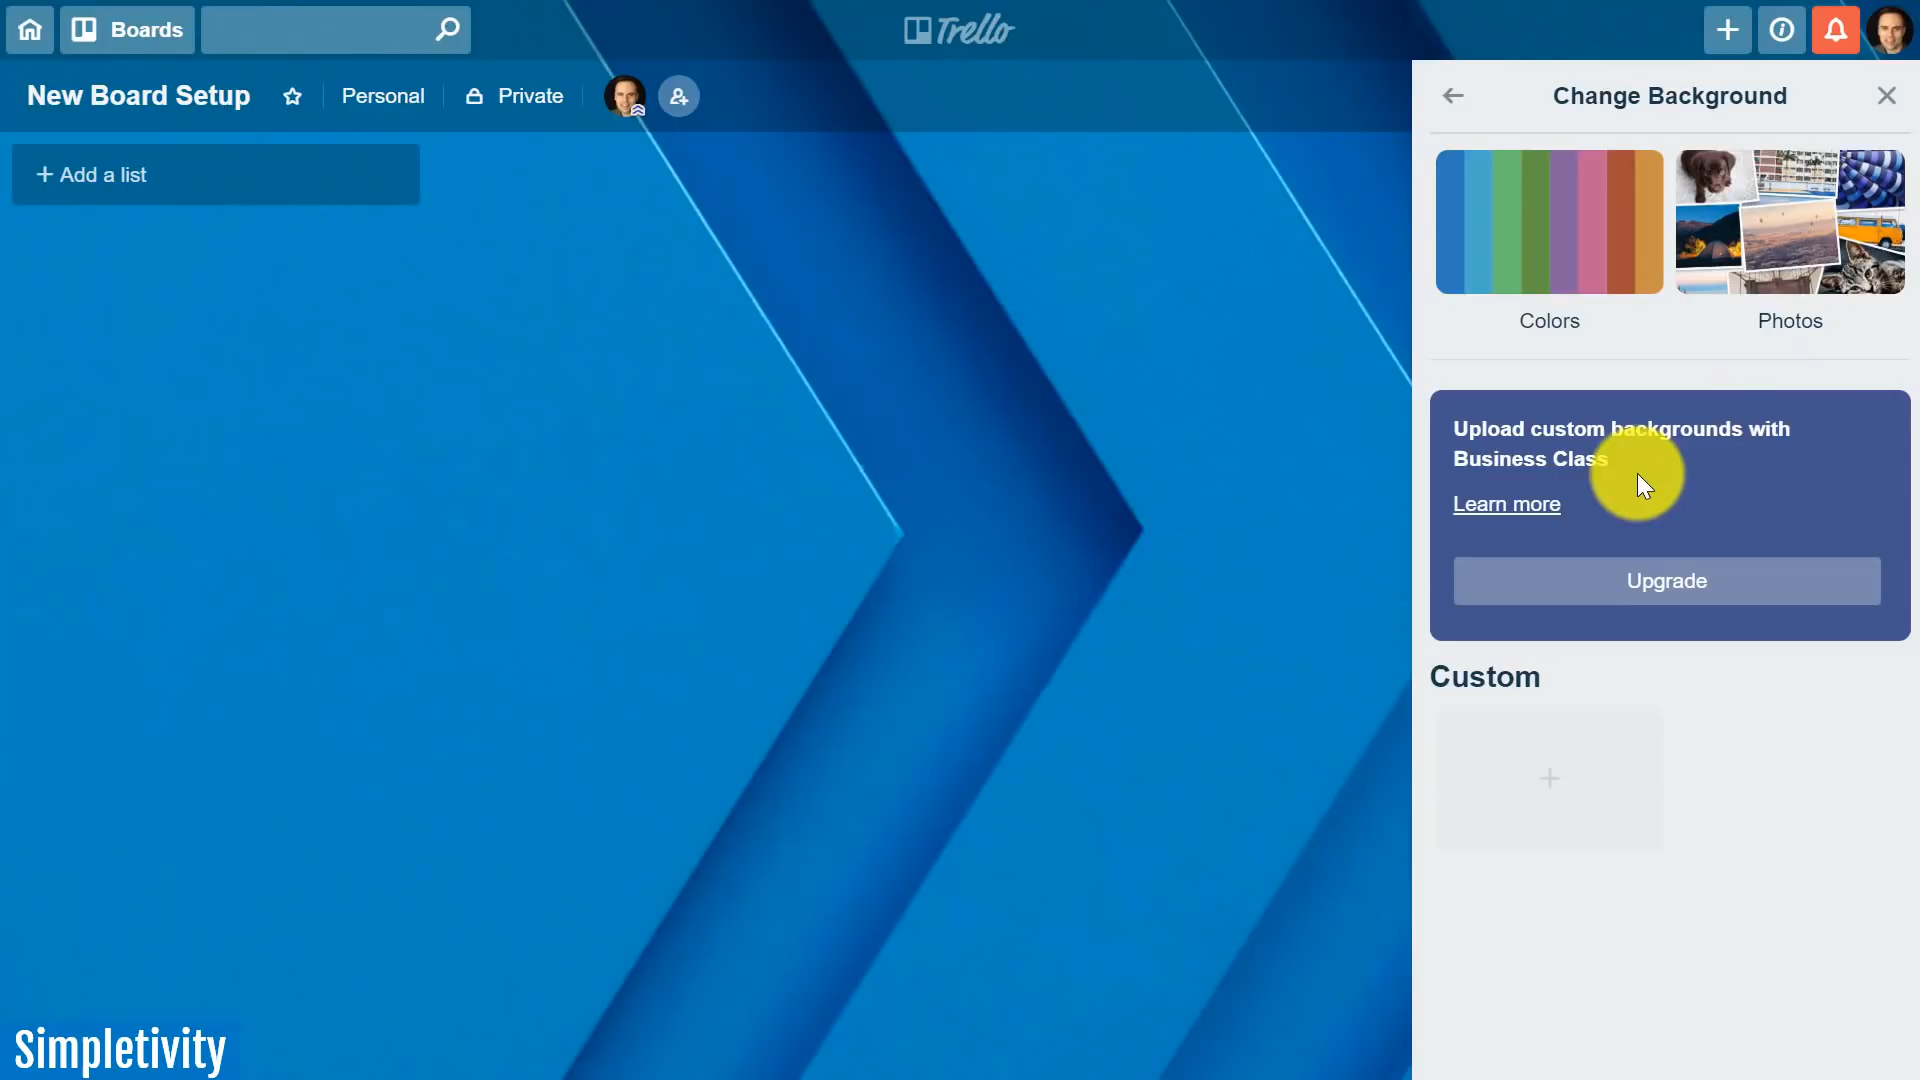 Boards
Trello
New Board Setup
Personal
Private
Change Background
+ Add a list
Colors
Photos
Upload custom backgrounds with
Business Class
Learn more
Upgrade
Custom
Simpletivity